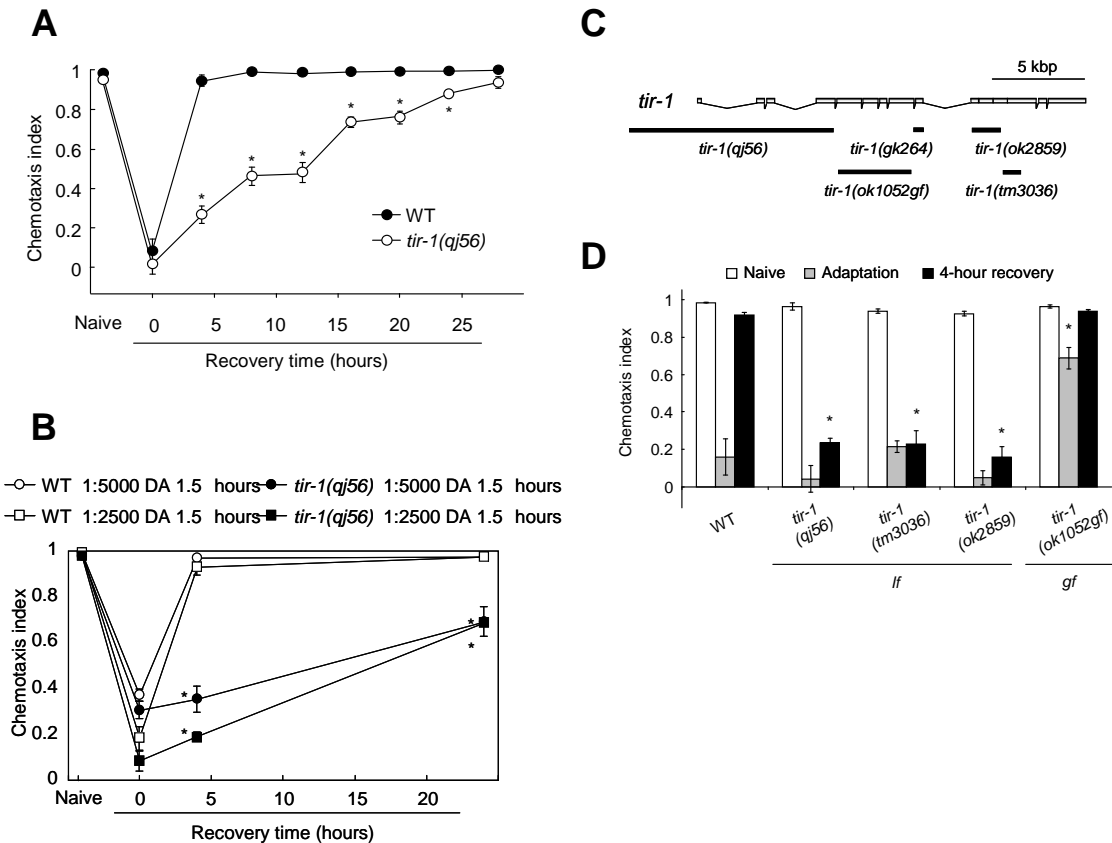 A
Chemotaxis index
1
0.8
0.6
0.4
0.2
0
*
*
*
*
*
*
WT
tir-1(qj56)
Naive
0
5
10
15
20
25
Recovery time (hours)
B
WT 1:5000 DA 1.5 hours
tir-1(qj56) 1:5000 DA 1.5 hours
WT 1:2500 DA 1.5 hours
tir-1(qj56) 1:2500 DA 1.5 hours
Chemotaxis index
1
0.8
0.6
0.4
0.2
0
*
*
*
*
Naive
0
5
10
15
20
Recovery time (hours)
C
5 kbp
tir-1
tir-1(qj56)
tir-1(gk264)
tir-1(ok2859)
tir-1(ok1052gf)
tir-1(tm3036)
D
Naive
Adaptation
4-hour recovery
Chemotaxis index
1
0.8
0.6
0.4
0.2
0
*
*
*
*
WT
tir-1
(qj56)
tir-1
(tm3036)
tir-1
(ok2859)
tir-1
(ok1052gf)
lf
gf